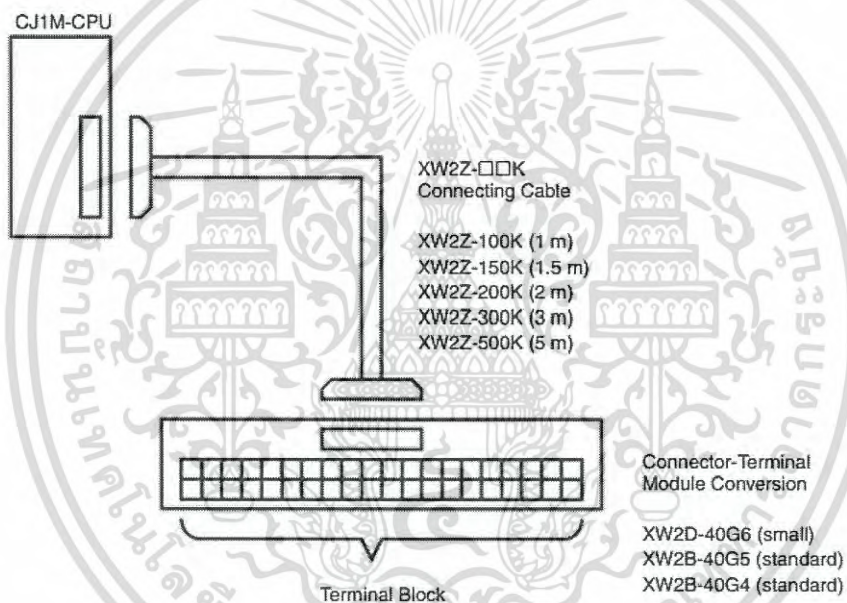 CJ1M-CPU
XW2Z-□□K
Connecting Cable
XW2Z-100K (1 m)
XW2Z-150K (1.5 m)
XW2Z-200K (2 m)
XW2Z-300K (3 m)
XW2Z-500K (5 m)
Connector-Terminal
Module Conversion
XW2D-40G6 (small)
XW2B-40G5 (standard)
XW2B-40G4 (standard)
Terminal Block